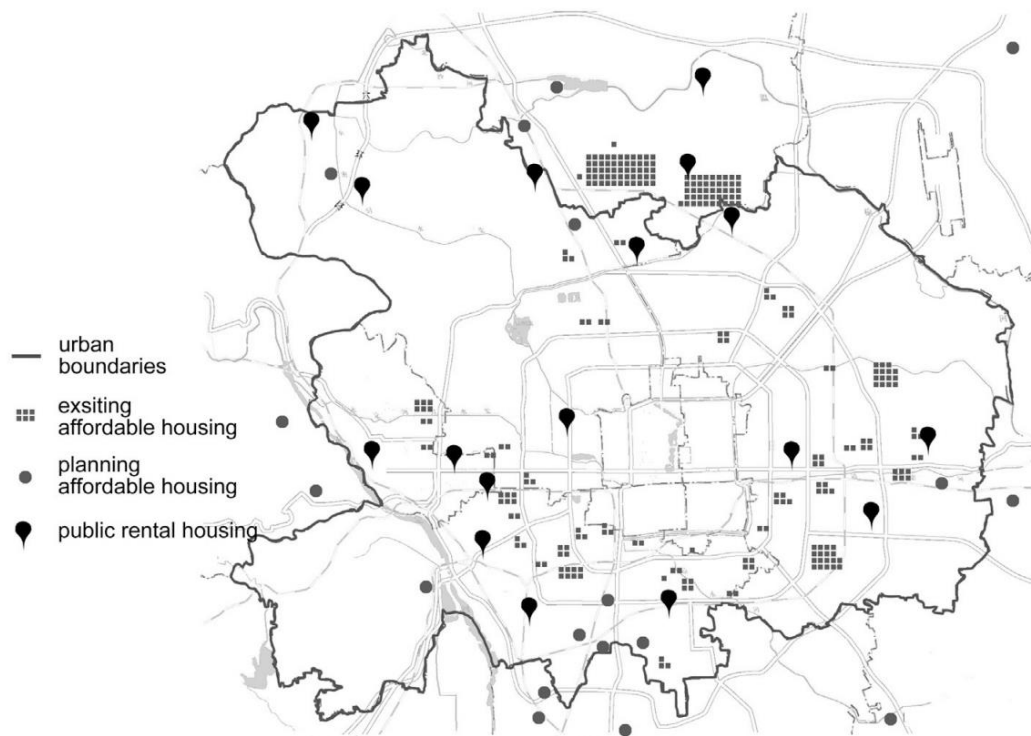 urban
boundaries
exsiting
affordable housing
planning
affordable housing
public rental housing